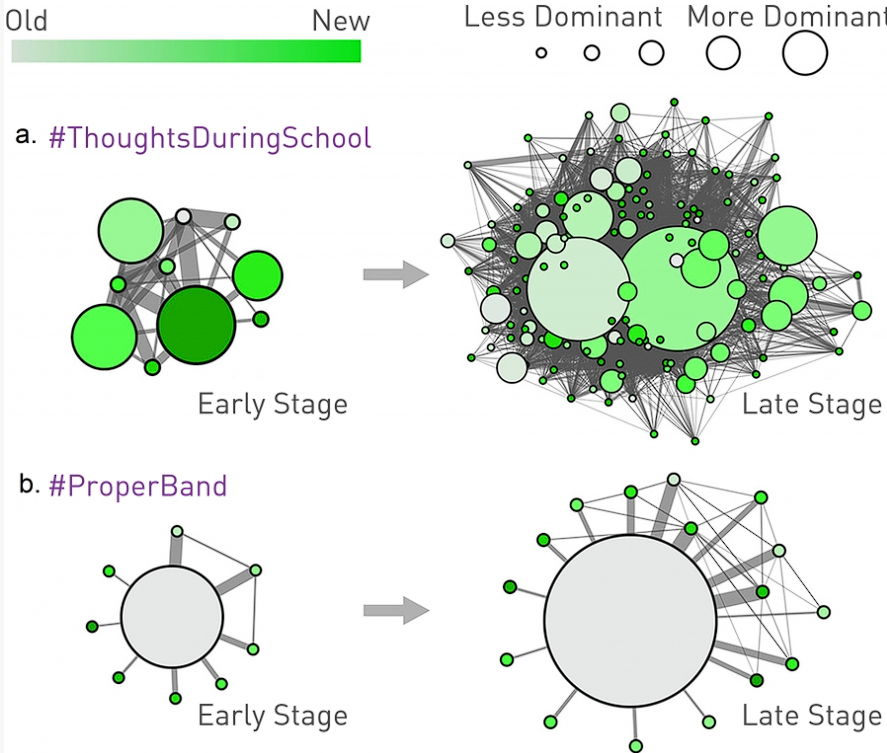 Old New
Less Dominant More Dominant
a. #ThoughtsDuringSchool
Early Stage
Late Stage
b. #ProperBand
Early Stage
Late Stage